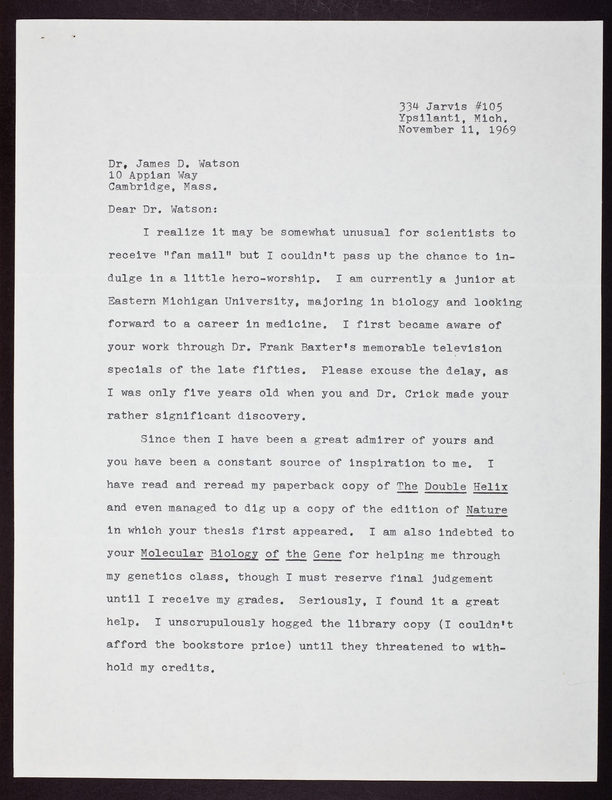 334 Jarvis #105
Ypsilanti, Mich.
November 11, 1969
Dr. James D. Watson
10 Appian Way
Cambridge, Mass.
Dear Dr. Watson:
I realize it may be somewhat unusual for scientists to
receive "fan mail" but I couldn't pass up the chance to in-
dulge in a little hero-worship. I am currently a junior at
Eastern Michigan University, majoring in biology and looking
forward to a career in medicine. I first became aware of
your work through Dr. Frank Baxter's memorable television
specials of the late fifties. Please excuse the delay, as
I was only five years old when you and Dr. Crick made your
rather significant discovery.
Since then I have been a great admirer of yours and
you have been a constant source of inspiration to me. I
have read and reread my paperback copy of The Double Helix
and even managed to dig up a copy of the edition of Nature
in which your thesis first appeared. I am also indebted to
your Molecular Biology of the Gene for helping me through
my genetics class, though I must reserve final judgement
until I receive my grades. Seriously, I found it a great
help. I unscrupulously hogged the library copy (I couldn't
afford the bookstore price) until they threatened to with-
hold my credits.